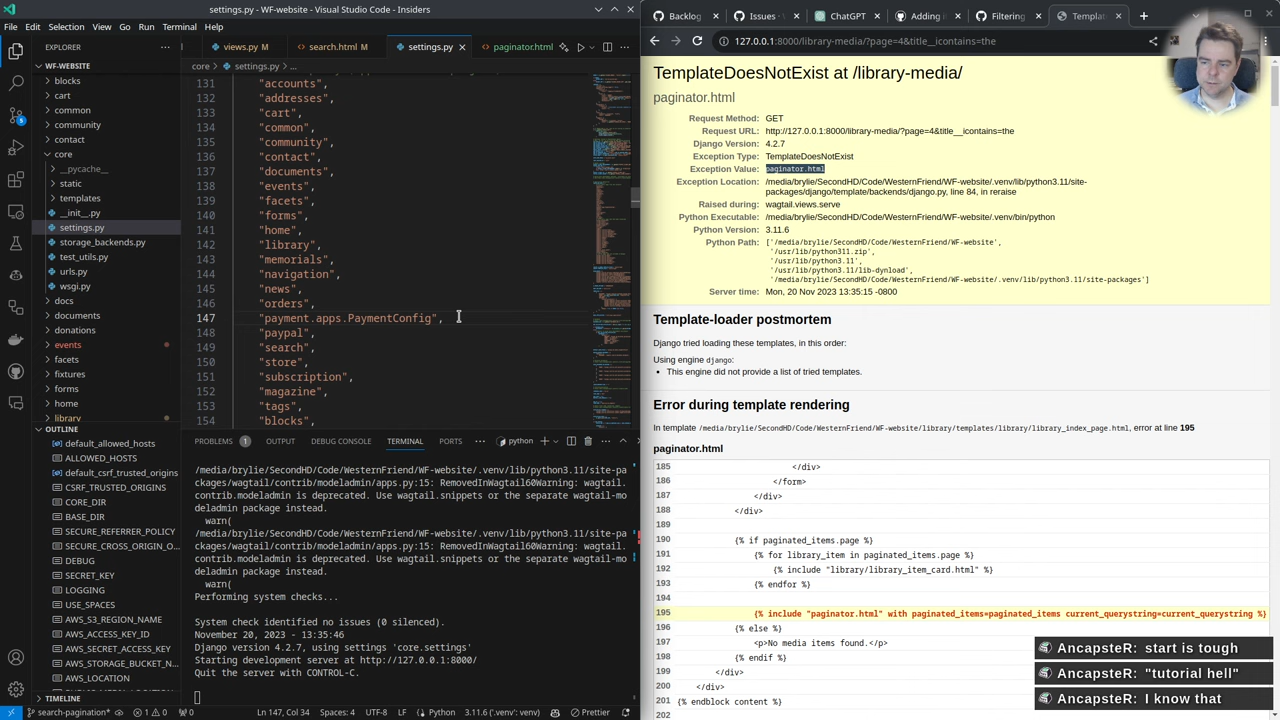 settings.py - WF-website - Visual Studio Code - Insiders
File Edit Selection View Go Run Terminal Help
EXPLORER
WF-WEBSITE
blocks
cart
common
community
contact
core
__pycache__
static
templates
__init__.py
settings.py
storage_backends.py
test_utils.py
urls.py
wsgi.py
docs
documents
donations
events
facets
fixtures
forms
home
library
OUTLINE
default_allowed_hosts
ALLOWED_HOSTS
default_csrf_trusted_origins
CSRF_TRUSTED_ORIGINS
CORE_DIR
BASE_DIR
SECURE_REFERRER_POLICY
SECURE_CROSS_ORIGIN_O...
DEBUG
SECRET_KEY
LOGGING
USE_SPACES
AWS_S3_REGION_NAME
AWS_ACCESS_KEY_ID
AWS_SECRET_ACCESS_KEY
AWS_STORAGE_BUCKET_N...
AWS_LOCATION
TIMELINE
views.py M search.html M settings.py paginator.html
core > settings.py > ...
131 "accounts",
132 "addresses",
133 "cart",
134 "common",
135 "community",
136 "contact",
137 "documents",
138 "events",
139 "facets",
140 "forms",
141 "home",
142 "library",
143 "memorials",
144 "navigation",
145 "news",
146 "orders",
147 "payment.apps.PaymentConfig",
148 "paypal",
149 "search",
150 "store",
151 "subscription",
152 "magazine",
153 "tags",
154 "blocks",
PROBLEMS 1 OUTPUT DEBUG CONSOLE TERMINAL PORTS python
/media/brylie/SecondHD/Code/WesternFriend/WF-website/.venv/lib/python3.11/site-pa
ckages/wagtail/contrib/modeladmin/apps.py:15: RemovedInWagtail60Warning: wagtail.
contrib.modeladmin is deprecated. Use wagtail.snippets or the separate wagtail-mo
deladmin package instead.
warn(
/media/brylie/SecondHD/Code/WesternFriend/WF-website/.venv/lib/python3.11/site-pa
ckages/wagtail/contrib/modeladmin/apps.py:15: RemovedInWagtail60Warning: wagtail.
contrib.modeladmin is deprecated. Use wagtail.snippets or the separate wagtail-mo
deladmin package instead.
warn(
Performing system checks...
System check identified no issues (0 silenced).
November 20, 2023 - 13:35:46
Django version 4.2.7, using settings 'core.settings'
Starting development server at http://127.0.0.1:8000/
Quit the server with CONTROL-C.
search-paginator* 1 0 Ln 147, Col 34 Spaces: 4 UTF-8 LF Python 3.11.6 ('.venv': venv) Prettier
Backlog Issues · ChatGPT Adding Filtering Templat
127.0.0.1:8000/library-media/?page=4&title__icontains=the
TemplateDoesNotExist at /library-media/
paginator.html
Request Method: GET
Request URL: http://127.0.0.1:8000/library-media/?page=4&title__icontains=the
Django Version: 4.2.7
Exception Type: TemplateDoesNotExist
Exception Value: paginator.html
Exception Location: /media/brylie/SecondHD/Code/WesternFriend/WF-website/.venv/lib/python3.11/site-
packages/django/template/backends/django.py, line 84, in reraise
Raised during: wagtail.views.serve
Python Executable: /media/brylie/SecondHD/Code/WesternFriend/WF-website/.venv/bin/python
Python Version: 3.11.6
Python Path: ['/media/brylie/SecondHD/Code/WesternFriend/WF-website',
'/usr/lib/python311.zip',
'/usr/lib/python3.11',
'/usr/lib/python3.11/lib-dynload',
'/media/brylie/SecondHD/Code/WesternFriend/WF-website/.venv/lib/python3.11/site-packages']
Server time: Mon, 20 Nov 2023 13:35:15 -0800
Template-loader postmortem
Django tried loading these templates, in this order:
Using engine django:
This engine did not provide a list of tried templates.
Error during template rendering
In template /media/brylie/SecondHD/Code/WesternFriend/WF-website/library/templates/library/library_index_page.html, error at line 195
paginator.html
185 </div>
186 </form>
187 </div>
188 </div>
189
190 {% if paginated_items.page %}
191 {% for library_item in paginated_items.page %}
192 {% include "library/library_item_card.html" %}
193 {% endfor %}
194
195 {% include "paginator.html" with paginated_items=paginated_items current_querystring=current_querystring %}
196 {% else %}
197 <p>No media items found.</p>
198 {% endif %}
199 </div>
200 </div>
201 {% endblock content %}
202
AncapsteR: start is tough
AncapsteR: "tutorial hell"
AncapsteR: I know that